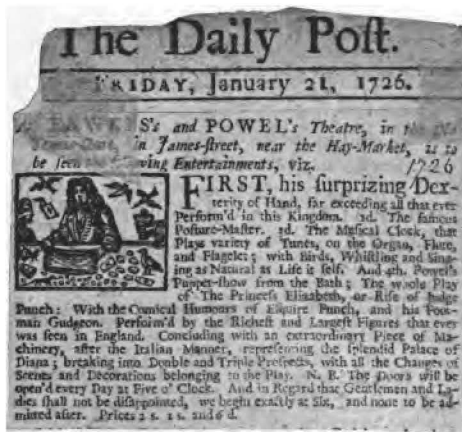 The Daily Poſt.
FRIDAY, January 21, 1726.
FAWKES's and POWEL's Theatre, in
in James-ſtreet, near the Hay-Market, is to
be ſeen the Entertainments, viz. 1726
FIRST, his ſurprizing Dex-
terity of Hand, far exceeding all that ever
Perform'd in this Kingdom. 2d. The famous
Poſture-Maſter. 3d. The Muſical Clock, that
Plays variety of Tunes, on the Organ, Flute,
and Flagelet; with Birds, Whiſtling and Sing-
ing as Natural as Life it ſelf. And 4th. Powel's
Puppet-ſhow from the Bath; The whole Play
of The Princeſs Elizabeth, or Riſe of Judge
Punch: With the Comical Humours of Eſquire Punch, and his Foot-
man Gudgeon. Perform'd by the Richeſt and Largeſt Figures that ever
was ſeen in England. Concluding with an extraordinary Piece of Ma-
chinery, after the Italian Manner, repreſenting the ſplendid Palace of
Diana; breaking into Double and Triple Proſpects, with all the Changes of
Scenes and Decorations belonging to the Play. N. B. The Doors will be
open'd every Day at Five o' Clock. And in Regard that Gentlemen and La-
dies ſhall not be diſappointed, we begin exactly at Six, and none to be ad-
mitted after. Prices 2 s. 1 s. and 6 d.